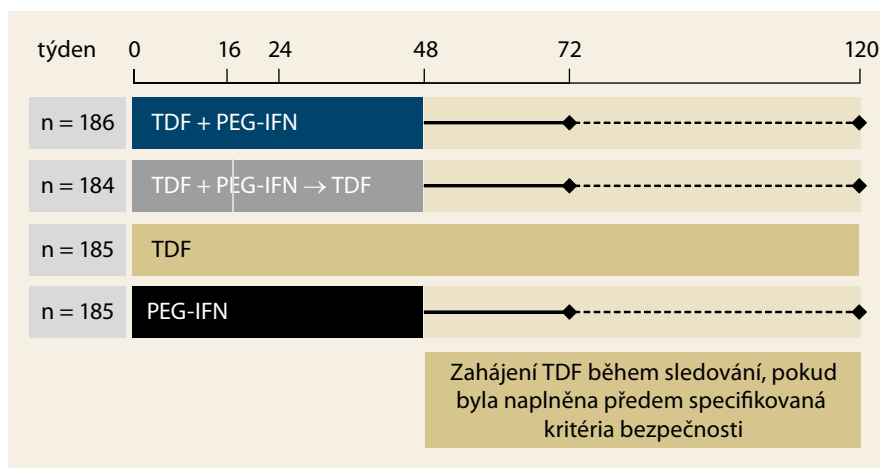 týden 0 16 24 48 72 120
n = 186 TDF + PEG-IFN
n = 184 TDF + PEG-IFN → TDF
n = 185 TDF
n = 185 PEG-IFN
Zahájení TDF během sledování, pokud
byla naplněna předem specifikovaná
kritéria bezpečnosti